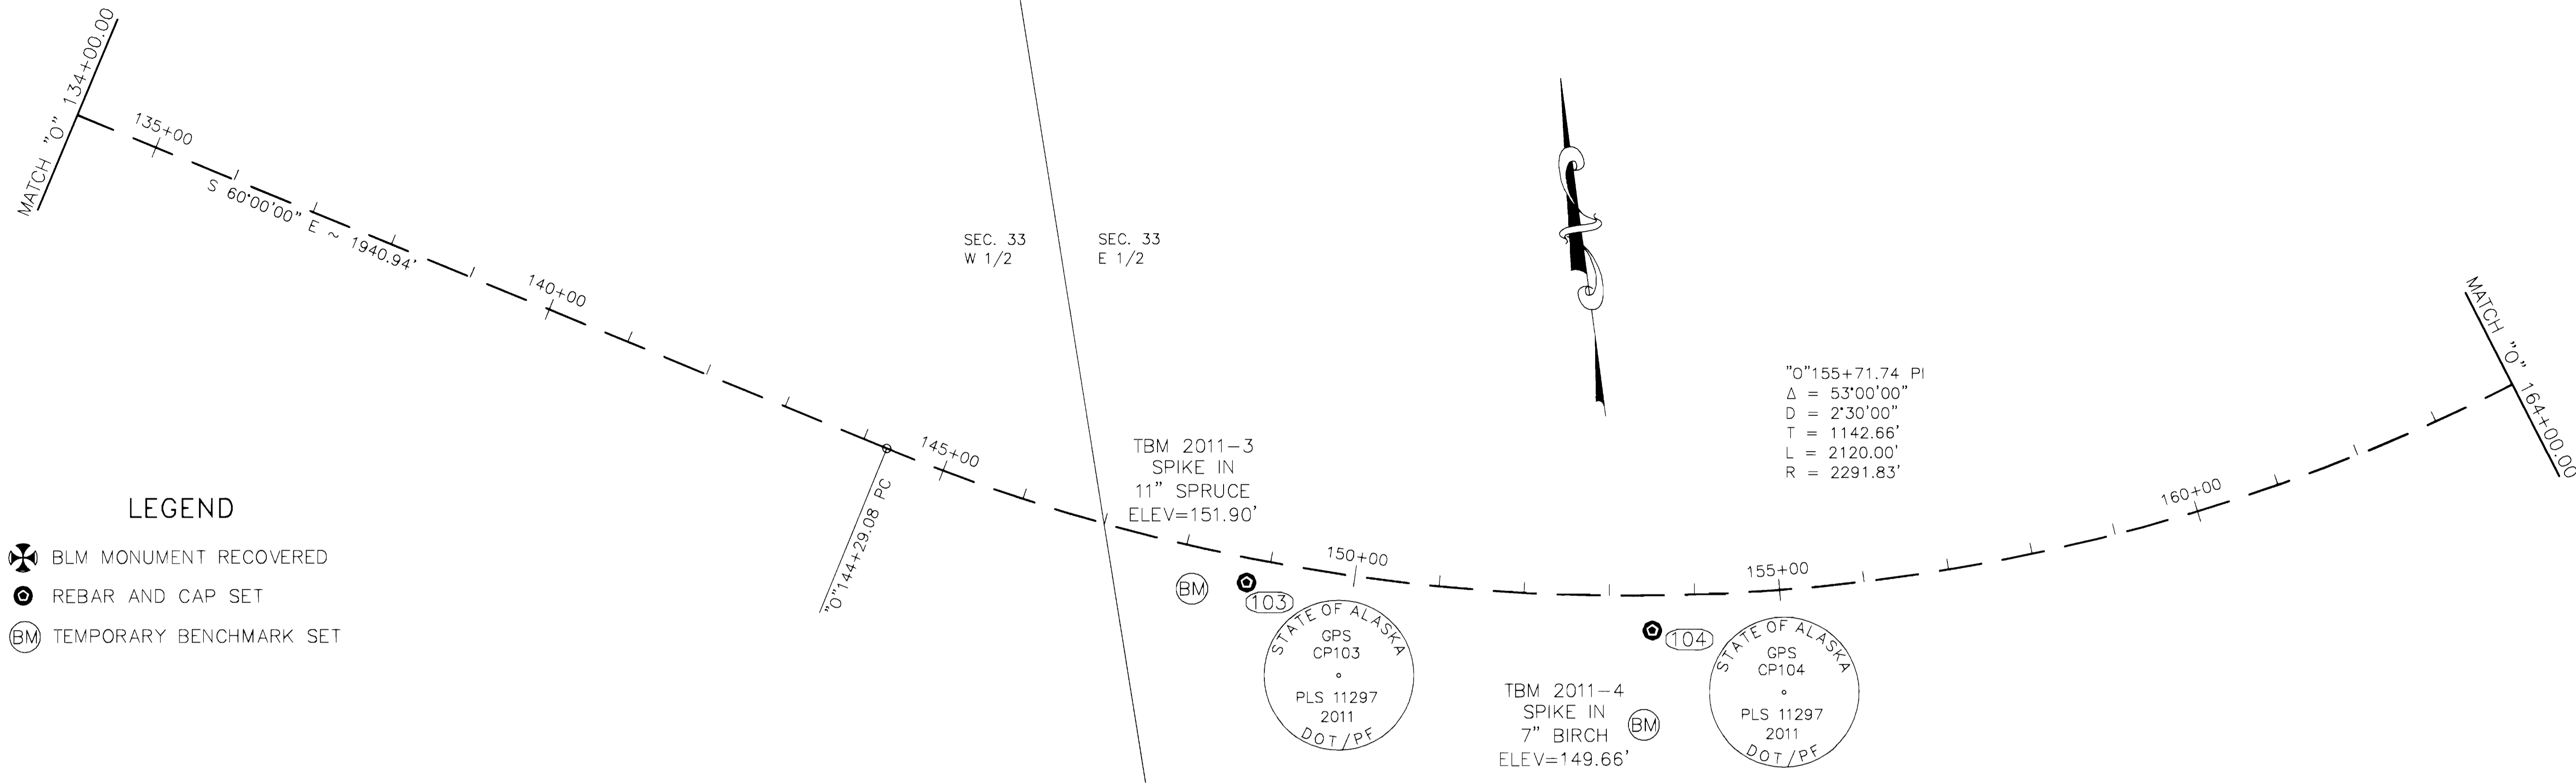 MATCH "O" 134+00.00
135+00
S 60°00'00" E ~ 1940.94'
140+00
"O"144+29.08 PC
145+00
SEC. 33
W 1/2
SEC. 33
E 1/2
TBM 2011-3
SPIKE IN
11" SPRUCE
ELEV=151.90'
BM
103
150+00
STATE OF ALASKA
GPS
CP103
PLS 11297
2011
DOT/PF
TBM 2011-4
SPIKE IN
7" BIRCH
ELEV=149.66'
BM
104
155+00
STATE OF ALASKA
GPS
CP104
PLS 11297
2011
DOT/PF
"O"155+71.74 PI
Δ = 53°00'00"
D = 2°30'00"
T = 1142.66'
L = 2120.00'
R = 2291.83'
160+00
MATCH "O" 164+00.00
LEGEND
BLM MONUMENT RECOVERED
REBAR AND CAP SET
BM TEMPORARY BENCHMARK SET